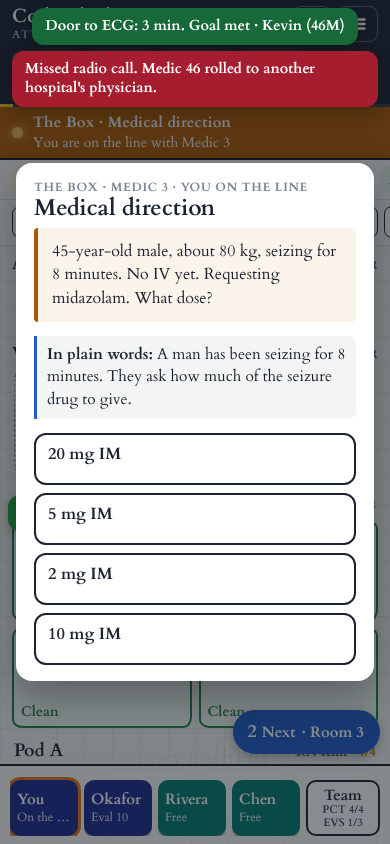 Door to ECG: 3 min. Goal met · Kevin (46M)
Missed radio call. Medic 46 rolled to another
hospital's physician.
The Box · Medical direction
You are on the line with Medic 3
THE BOX · MEDIC 3 · YOU ON THE LINE
Medical direction
45-year-old male, about 80 kg, seizing for
8 minutes. No IV yet. Requesting
midazolam. What dose?
In plain words: A man has been seizing for 8
minutes. They ask how much of the seizure
drug to give.
20 mg IM
5 mg IM
2 mg IM
10 mg IM
Clean
Clean
2 Next · Room 3
Pod A
You
On the …
Okafor
Eval 10
Rivera
Free
Chen
Free
Team
PCT 4/4
EVS 1/3